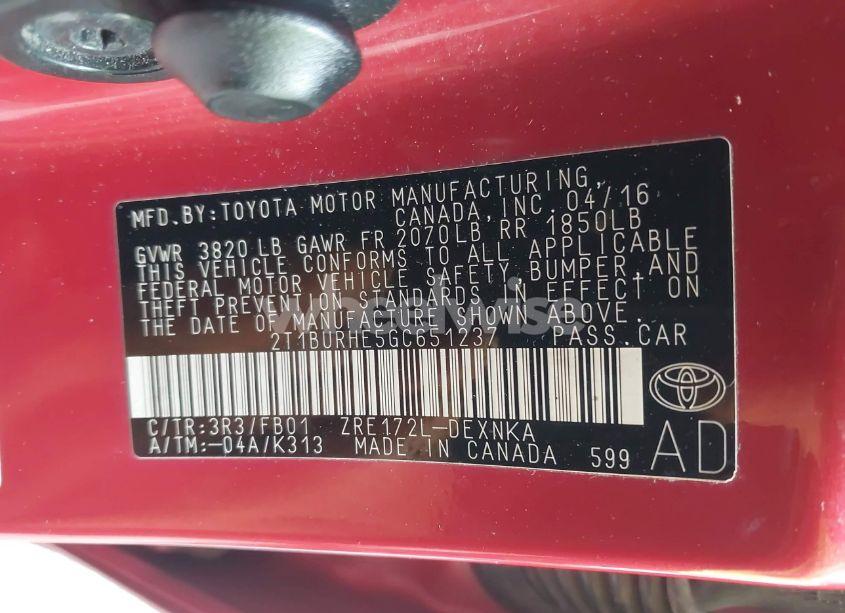 MFD.BY:TOYOTA MOTOR MANUFACTURING,
CANADA,INC. 04/16
GVWR 3820 LB GAWR FR 2070LB RR 1850LB
THIS VEHICLE CONFORMS TO ALL APPLICABLE
FEDERAL MOTOR VEHICLE SAFETY,BUMPER,AND
THEFT PREVENTION STANDARDS IN EFFECT ON
THE DATE OF MANUFACTURE SHOWN ABOVE.
2T1BURHE5GC651237 PASS.CAR
C/TR:3R3/FB01 ZRE172L-DEXNKA
A/TM:-04A/K313 MADE IN CANADA 599
AD